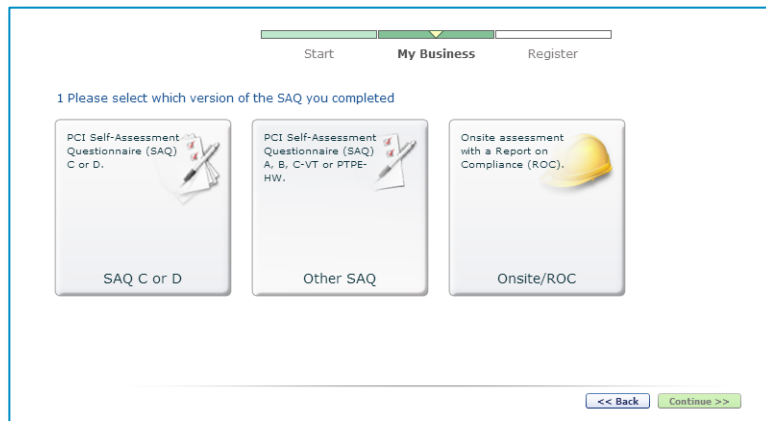 Start My Business Register
1 Please select which version of the SAQ you completed
PCI Self-Assessment
Questionnaire (SAQ)
C or D.
SAQ C or D
PCI Self-Assessment
Questionnaire (SAQ)
A, B, C-VT or PTPE-
HW.
Other SAQ
Onsite assessment
with a Report on
Compliance (ROC).
Onsite/ROC
<< Back Continue >>